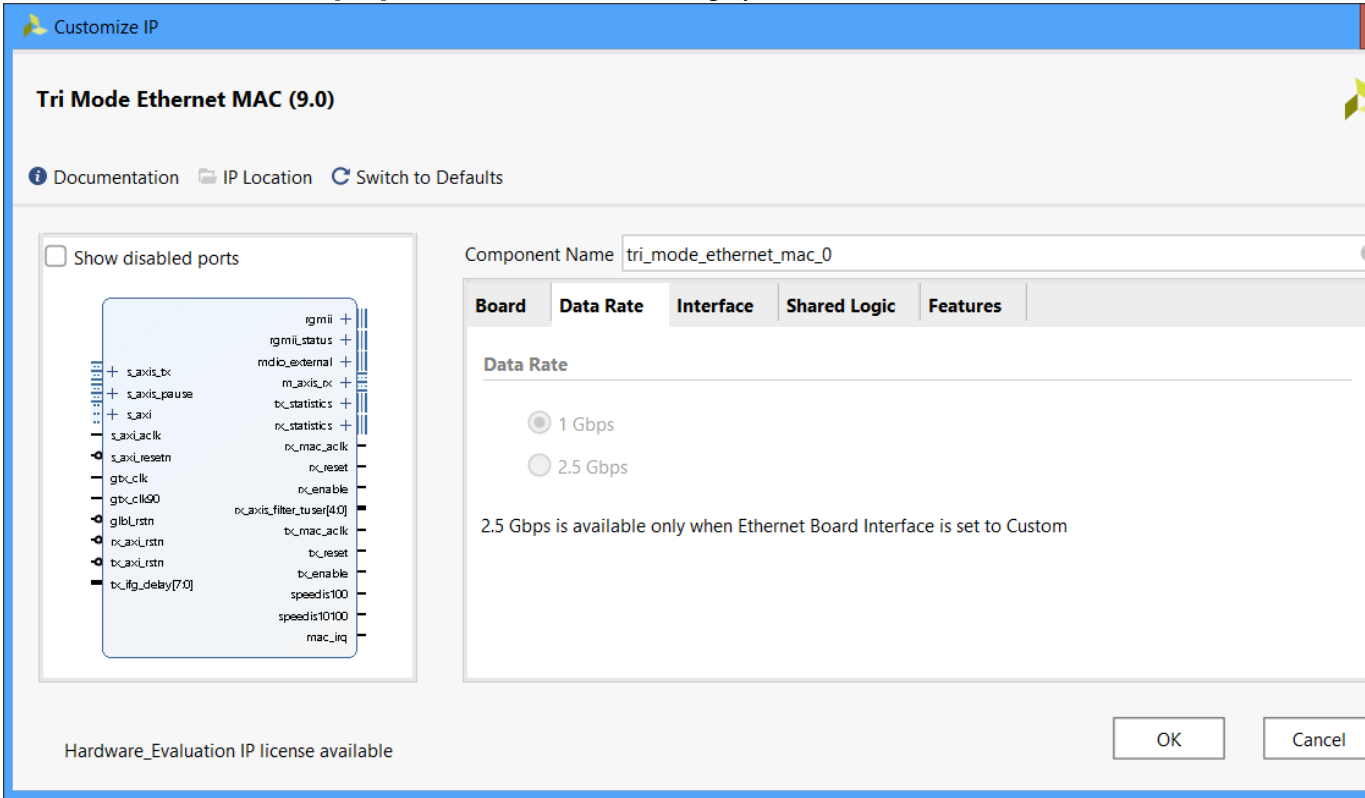 Customize IP
Tri Mode Ethernet MAC (9.0)
Documentation IP Location Switch to Defaults
Show disabled ports
rgmii
rgmii_status
mdio_external
m_axis_rx
tx_statistics
rx_statistics
rx_mac_aclk
rx_reset
rx_enable
rx_axis_filter_tuser[4:0]
tx_mac_aclk
tx_reset
tx_enable
speedis100
speedis10100
mac_irq
s_axis_tx
s_axis_pause
s_axi
s_axi_aclk
s_axi_resetn
gtx_clk
gtx_clk90
glbl_rstn
rx_axi_rstn
tx_axi_rstn
tx_ifg_delay[7:0]
Component Name tri_mode_ethernet_mac_0
Board Data Rate Interface Shared Logic Features
Data Rate
1 Gbps
2.5 Gbps
2.5 Gbps is available only when Ethernet Board Interface is set to Custom
Hardware_Evaluation IP license available
OK Cancel